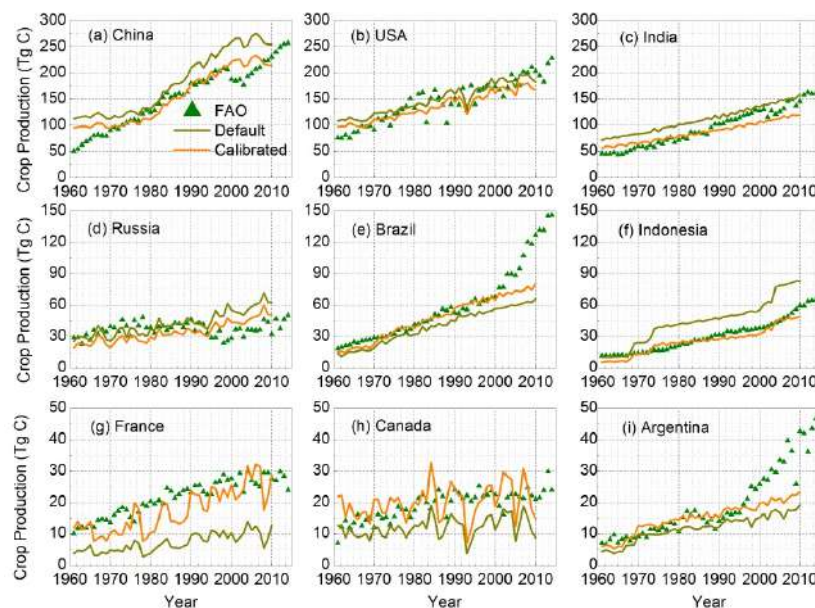 Crop Production (Tg C)
300
250
200
150
100
50
0
(a) China
FAO
Default
Calibrated
1960 1970 1980 1990 2000 2010
300
250
200
150
100
50
0
(b) USA
1960 1970 1980 1990 2000 2010
300
250
200
150
100
50
0
(c) India
1960 1970 1980 1990 2000 2010
Crop Production (Tg C)
150
120
90
60
30
0
(d) Russia
1960 1970 1980 1990 2000 2010
150
120
90
60
30
0
(e) Brazil
1960 1970 1980 1990 2000 2010
150
120
90
60
30
0
(f) Indonesia
1960 1970 1980 1990 2000 2010
Crop Production (Tg C)
50
40
30
20
10
0
(g) France
1960 1970 1980 1990 2000 2010
Year
50
40
30
20
10
0
(h) Canada
1960 1970 1980 1990 2000 2010
Year
50
40
30
20
10
0
(i) Argentina
1960 1970 1980 1990 2000 2010
Year